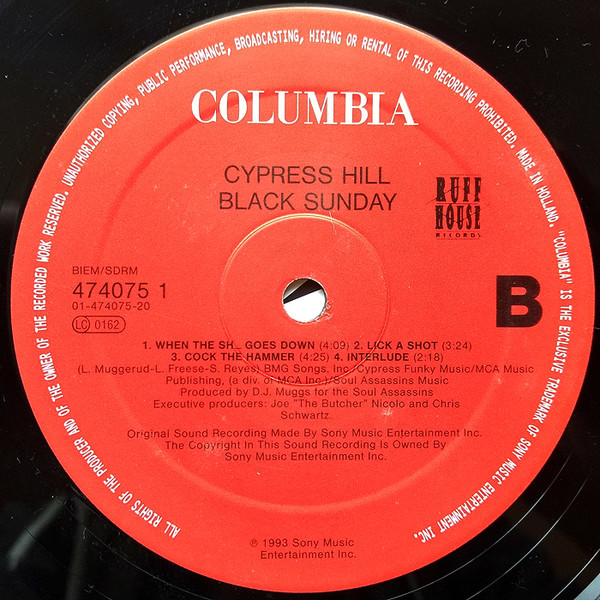 ALL RIGHTS OF THE PRODUCER AND OF THE OWNER OF THE RECORDED WORK RESERVED. UNAUTHORIZED COPYING, PUBLIC PERFORMANCE, BROADCASTING, HIRING OR RENTAL OF THIS RECORDING PROHIBITED. MADE IN HOLLAND. "COLUMBIA" IS THE EXCLUSIVE TRADEMARK OF SONY MUSIC ENTERTAINMENT INC.
COLUMBIA
CYPRESS HILL
BLACK SUNDAY
RUFF
HOUSE
RECORDS
BIEM/SDRM
474075 1
01-474075-20
LC 0162
B
1. WHEN THE SH... GOES DOWN (4:09) 2. LICK A SHOT (3:24)
3. COCK THE HAMMER (4:25) 4. INTERLUDE (2:18)
(L. Muggerud-L. Freese-S. Reyes) BMG Songs, Inc/Cypress Funky Music/MCA Music
Publishing, (a div. of MCA Inc.)/Soul Assassins Music
Produced by D.J. Muggs for the Soul Assassins
Executive producers: Joe "The Butcher" Nicolo and Chris
Schwartz.
Original Sound Recording Made By Sony Music Entertainment Inc.
The Copyright In This Sound Recording Is Owned By
Sony Music Entertainment Inc.
℗ 1993 Sony Music
Entertainment Inc.